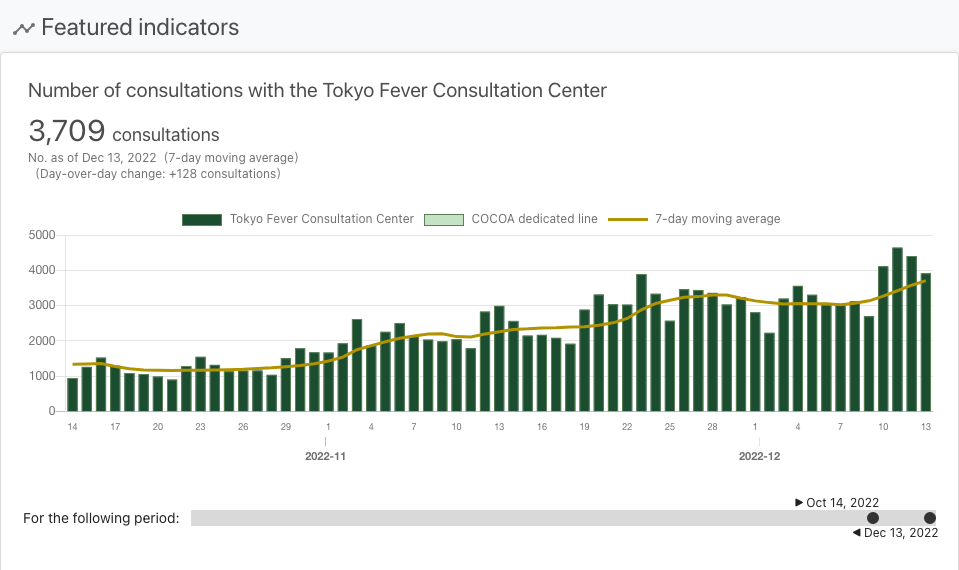 Featured indicators
Number of consultations with the Tokyo Fever Consultation Center
3,709 consultations
No. as of Dec 13, 2022 (7-day moving average)
(Day-over-day change: +128 consultations)
Tokyo Fever Consultation Center COCOA dedicated line 7-day moving average
5000
4000
3000
2000
1000
0
14 17 20 23 26 29 1 4 7 10 13 16 19 22 25 28 1 4 7 10 13
2022-11 2022-12
▶ Oct 14, 2022
For the following period:
◀ Dec 13, 2022